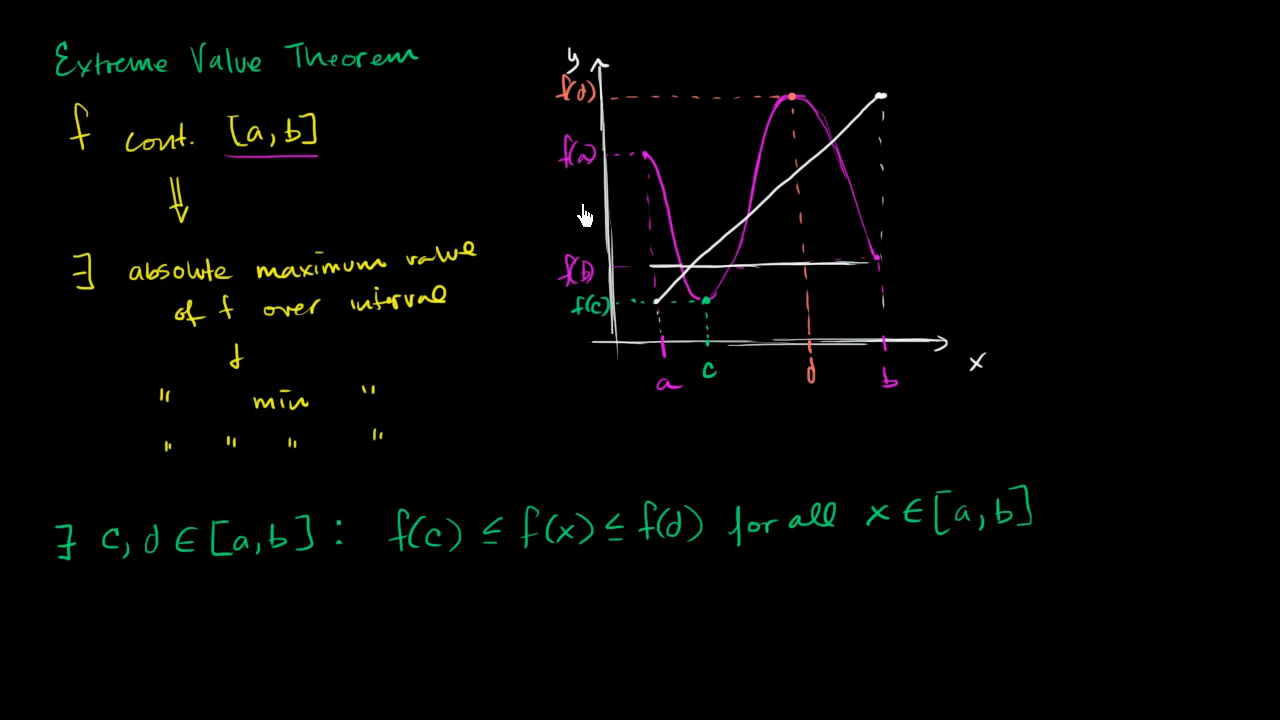 Extreme Value Theorem
f cont. [a,b]
⇓
∃ absolute maximum value
of f over interval
&
" min "
" " " "
∃ c, d ∈ [a,b] : f(c) ≤ f(x) ≤ f(d) for all x ∈ [a,b]
y
f(d)
f(a)
f(b)
f(c)
a c d b
x